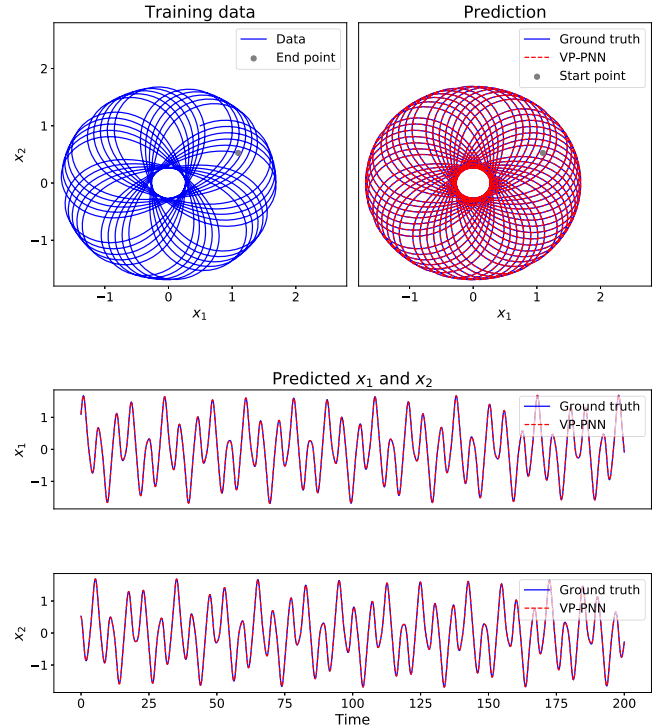 Training data
Prediction
Data
End point
Ground truth
VP-PNN
Start point
2
1
0
−1
x₂
−1
0
1
2
x₁
−1
0
1
2
x₁
Predicted x₁ and x₂
Ground truth
VP-PNN
1
0
−1
x₁
Ground truth
VP-PNN
1
0
−1
x₂
0
25
50
75
100
125
150
175
200
Time